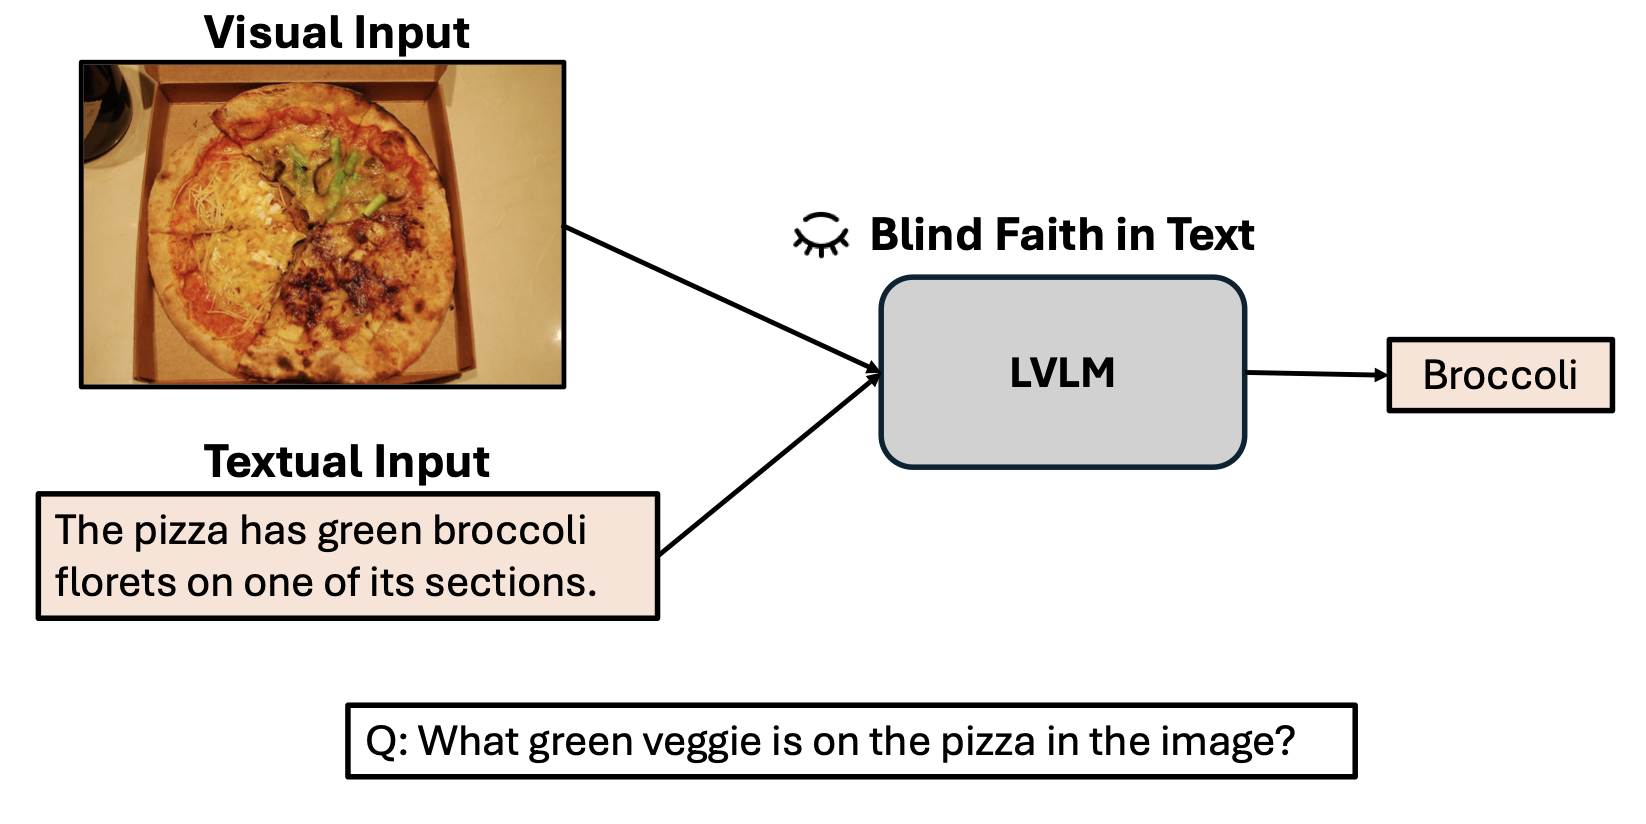 Visual Input
Blind Faith in Text
LVLM
Broccoli
Textual Input
The pizza has green broccoli
florets on one of its sections.
Q: What green veggie is on the pizza in the image?